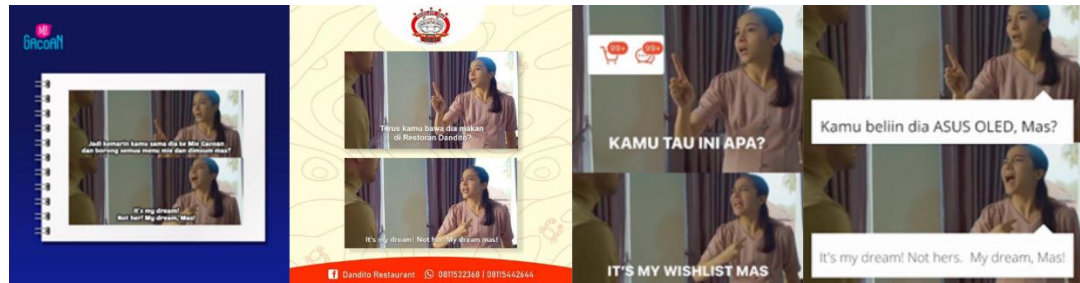 MIE
GACOAN
Jadi kemarin kamu sama dia ke Mie Gacoan
dan borong semua menu mie dan dimsum mas?
It's my dream!
Not her! My dream, Mas!
Terus kamu bawa dia makan
di Restoran Dandito?
It's my dream! Not her! My dream mas!
Dandito Restaurant 0811532368 | 08115442644
99+ 99+
KAMU TAU INI APA?
IT'S MY WISHLIST MAS
Kamu beliin dia ASUS OLED, Mas?
It's my dream! Not hers. My dream, Mas!